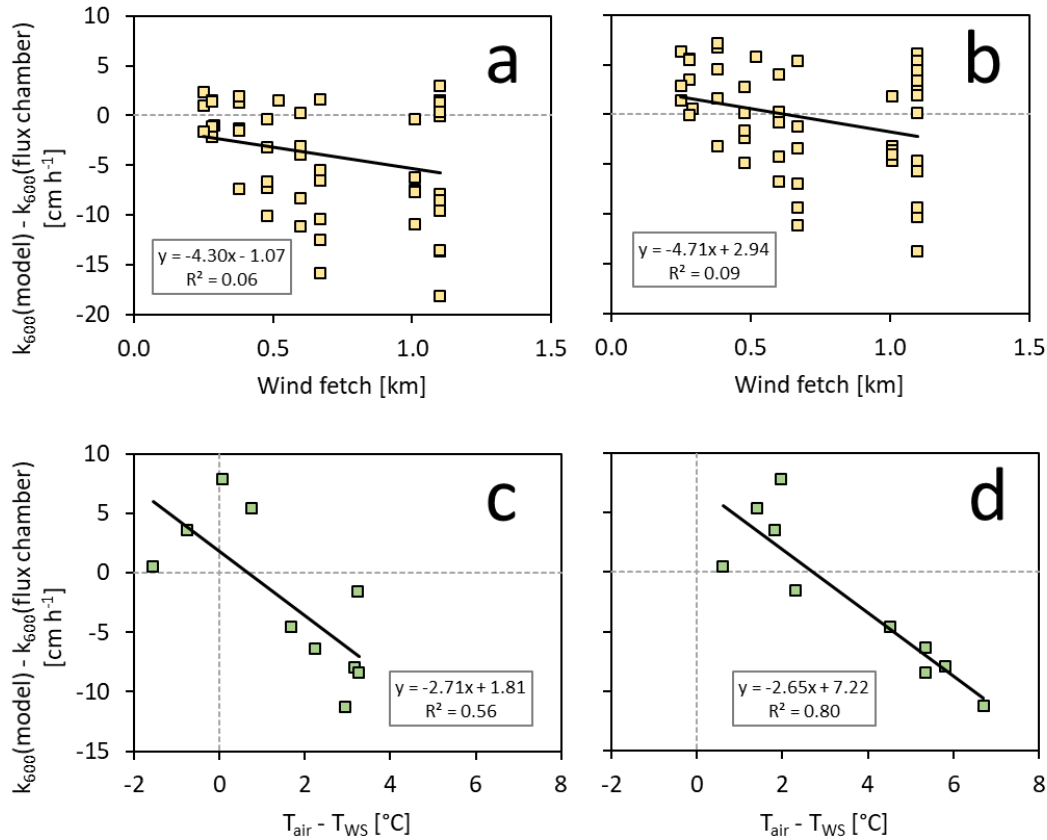 k₆₀₀(model) - k₆₀₀(flux chamber)
[cm h⁻¹]
10
5
0
-5
-10
-15
-20
a
y = -4.30x - 1.07
R² = 0.06
0.0
0.5
1.0
1.5
Wind fetch [km]
b
y = -4.71x + 2.94
R² = 0.09
0.0
0.5
1.0
1.5
Wind fetch [km]
k₆₀₀(model) - k₆₀₀(flux chamber)
[cm h⁻¹]
10
5
0
-5
-10
-15
c
y = -2.71x + 1.81
R² = 0.56
-2
0
2
4
6
8
T_air - T_WS [°C]
d
y = -2.65x + 7.22
R² = 0.80
-2
0
2
4
6
8
T_air - T_WS [°C]